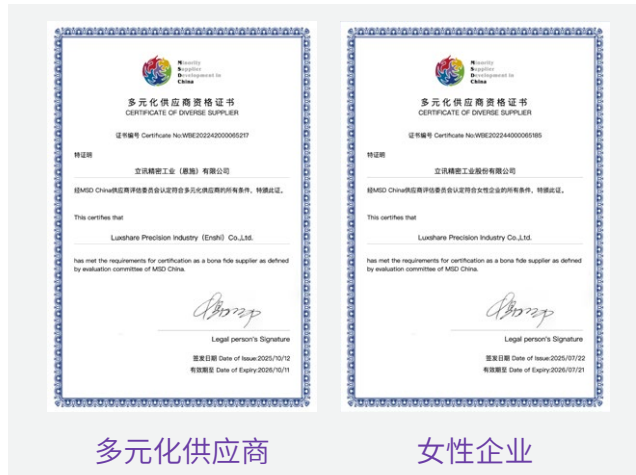 Minority
Supplier
Development in
China
多元化供应商资格证书
CERTIFICATE OF DIVERSE SUPPLIER
证书编号 Certificate No:WBE202242000065217
特证明
立讯精密工业（恩施）有限公司
经MSD China供应商评估委员会认定符合多元化供应商的所有条件，特颁此证。
This certifies that
Luxshare Precision Industry (Enshi) Co.,Ltd.
has met the requirements for certification as a bona fide supplier as defined
by evaluation committee of MSD China.
Legal person's Signature
签发日期 Date of Issue:2025/10/12
有效期至 Date of Expiry:2026/10/11
多元化供应商
Minority
Supplier
Development in
China
多元化供应商资格证书
CERTIFICATE OF DIVERSE SUPPLIER
证书编号 Certificate No:WBE202244000065185
特证明
立讯精密工业股份有限公司
经MSD China供应商评估委员会认定符合女性企业的所有条件，特颁此证。
This certifies that
Luxshare Precision Industry Co.,Ltd.
has met the requirements for certification as a bona fide supplier as defined
by evaluation committee of MSD China.
Legal person's Signature
签发日期 Date of Issue:2025/07/22
有效期至 Date of Expiry:2026/07/21
女性企业